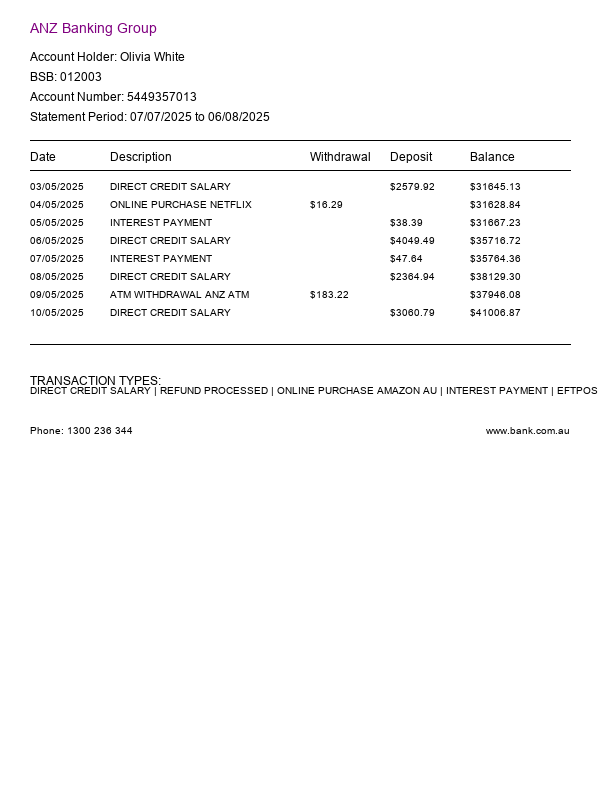 ANZ Banking Group
Account Holder: Olivia White
BSB: 012003
Account Number: 5449357013
Statement Period: 07/07/2025 to 06/08/2025
Date Description Withdrawal Deposit Balance
03/05/2025 DIRECT CREDIT SALARY $2579.92 $31645.13
04/05/2025 ONLINE PURCHASE NETFLIX $16.29 $31628.84
05/05/2025 INTEREST PAYMENT $38.39 $31667.23
06/05/2025 DIRECT CREDIT SALARY $4049.49 $35716.72
07/05/2025 INTEREST PAYMENT $47.64 $35764.36
08/05/2025 DIRECT CREDIT SALARY $2364.94 $38129.30
09/05/2025 ATM WITHDRAWAL ANZ ATM $183.22 $37946.08
10/05/2025 DIRECT CREDIT SALARY $3060.79 $41006.87
TRANSACTION TYPES:
DIRECT CREDIT SALARY | REFUND PROCESSED | ONLINE PURCHASE AMAZON AU | INTEREST PAYMENT | EFTPOS
Phone: 1300 236 344 www.bank.com.au